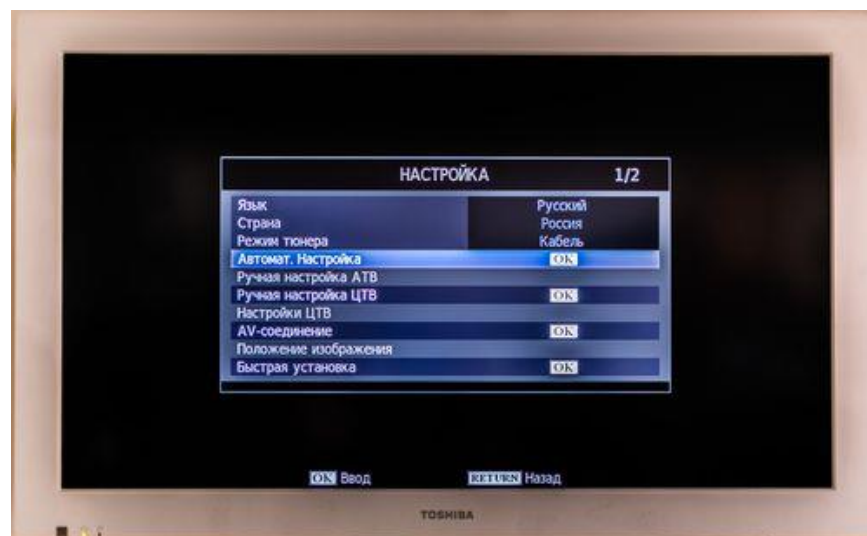 НАСТРОЙКА 1/2
Язык Русский
Страна Россия
Режим тюнера Кабель
Автомат. Настройка OK
Ручная настройка АТВ
Ручная настройка ЦТВ OK
Настройки ЦТВ
AV-соединение OK
Положение изображения
Быстрая установка OK
OK Ввод RETURN Назад
TOSHIBA